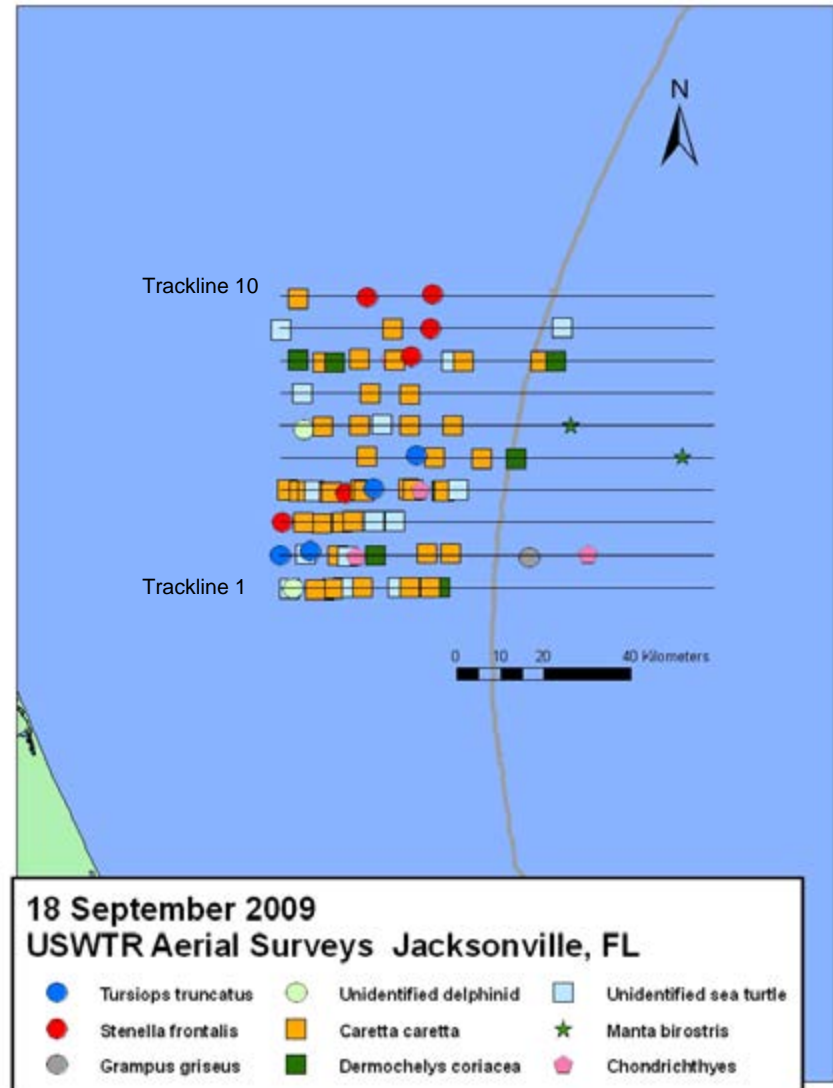 N
Trackline 10
Trackline 1
0 10 20 40 Kilometers
18 September 2009
USWTR Aerial Surveys Jacksonville, FL
Tursiops truncatus Unidentified delphinid Unidentified sea turtle
Stenella frontalis Caretta caretta Manta birostris
Grampus griseus Dermochelys coriacea Chondrichthyes